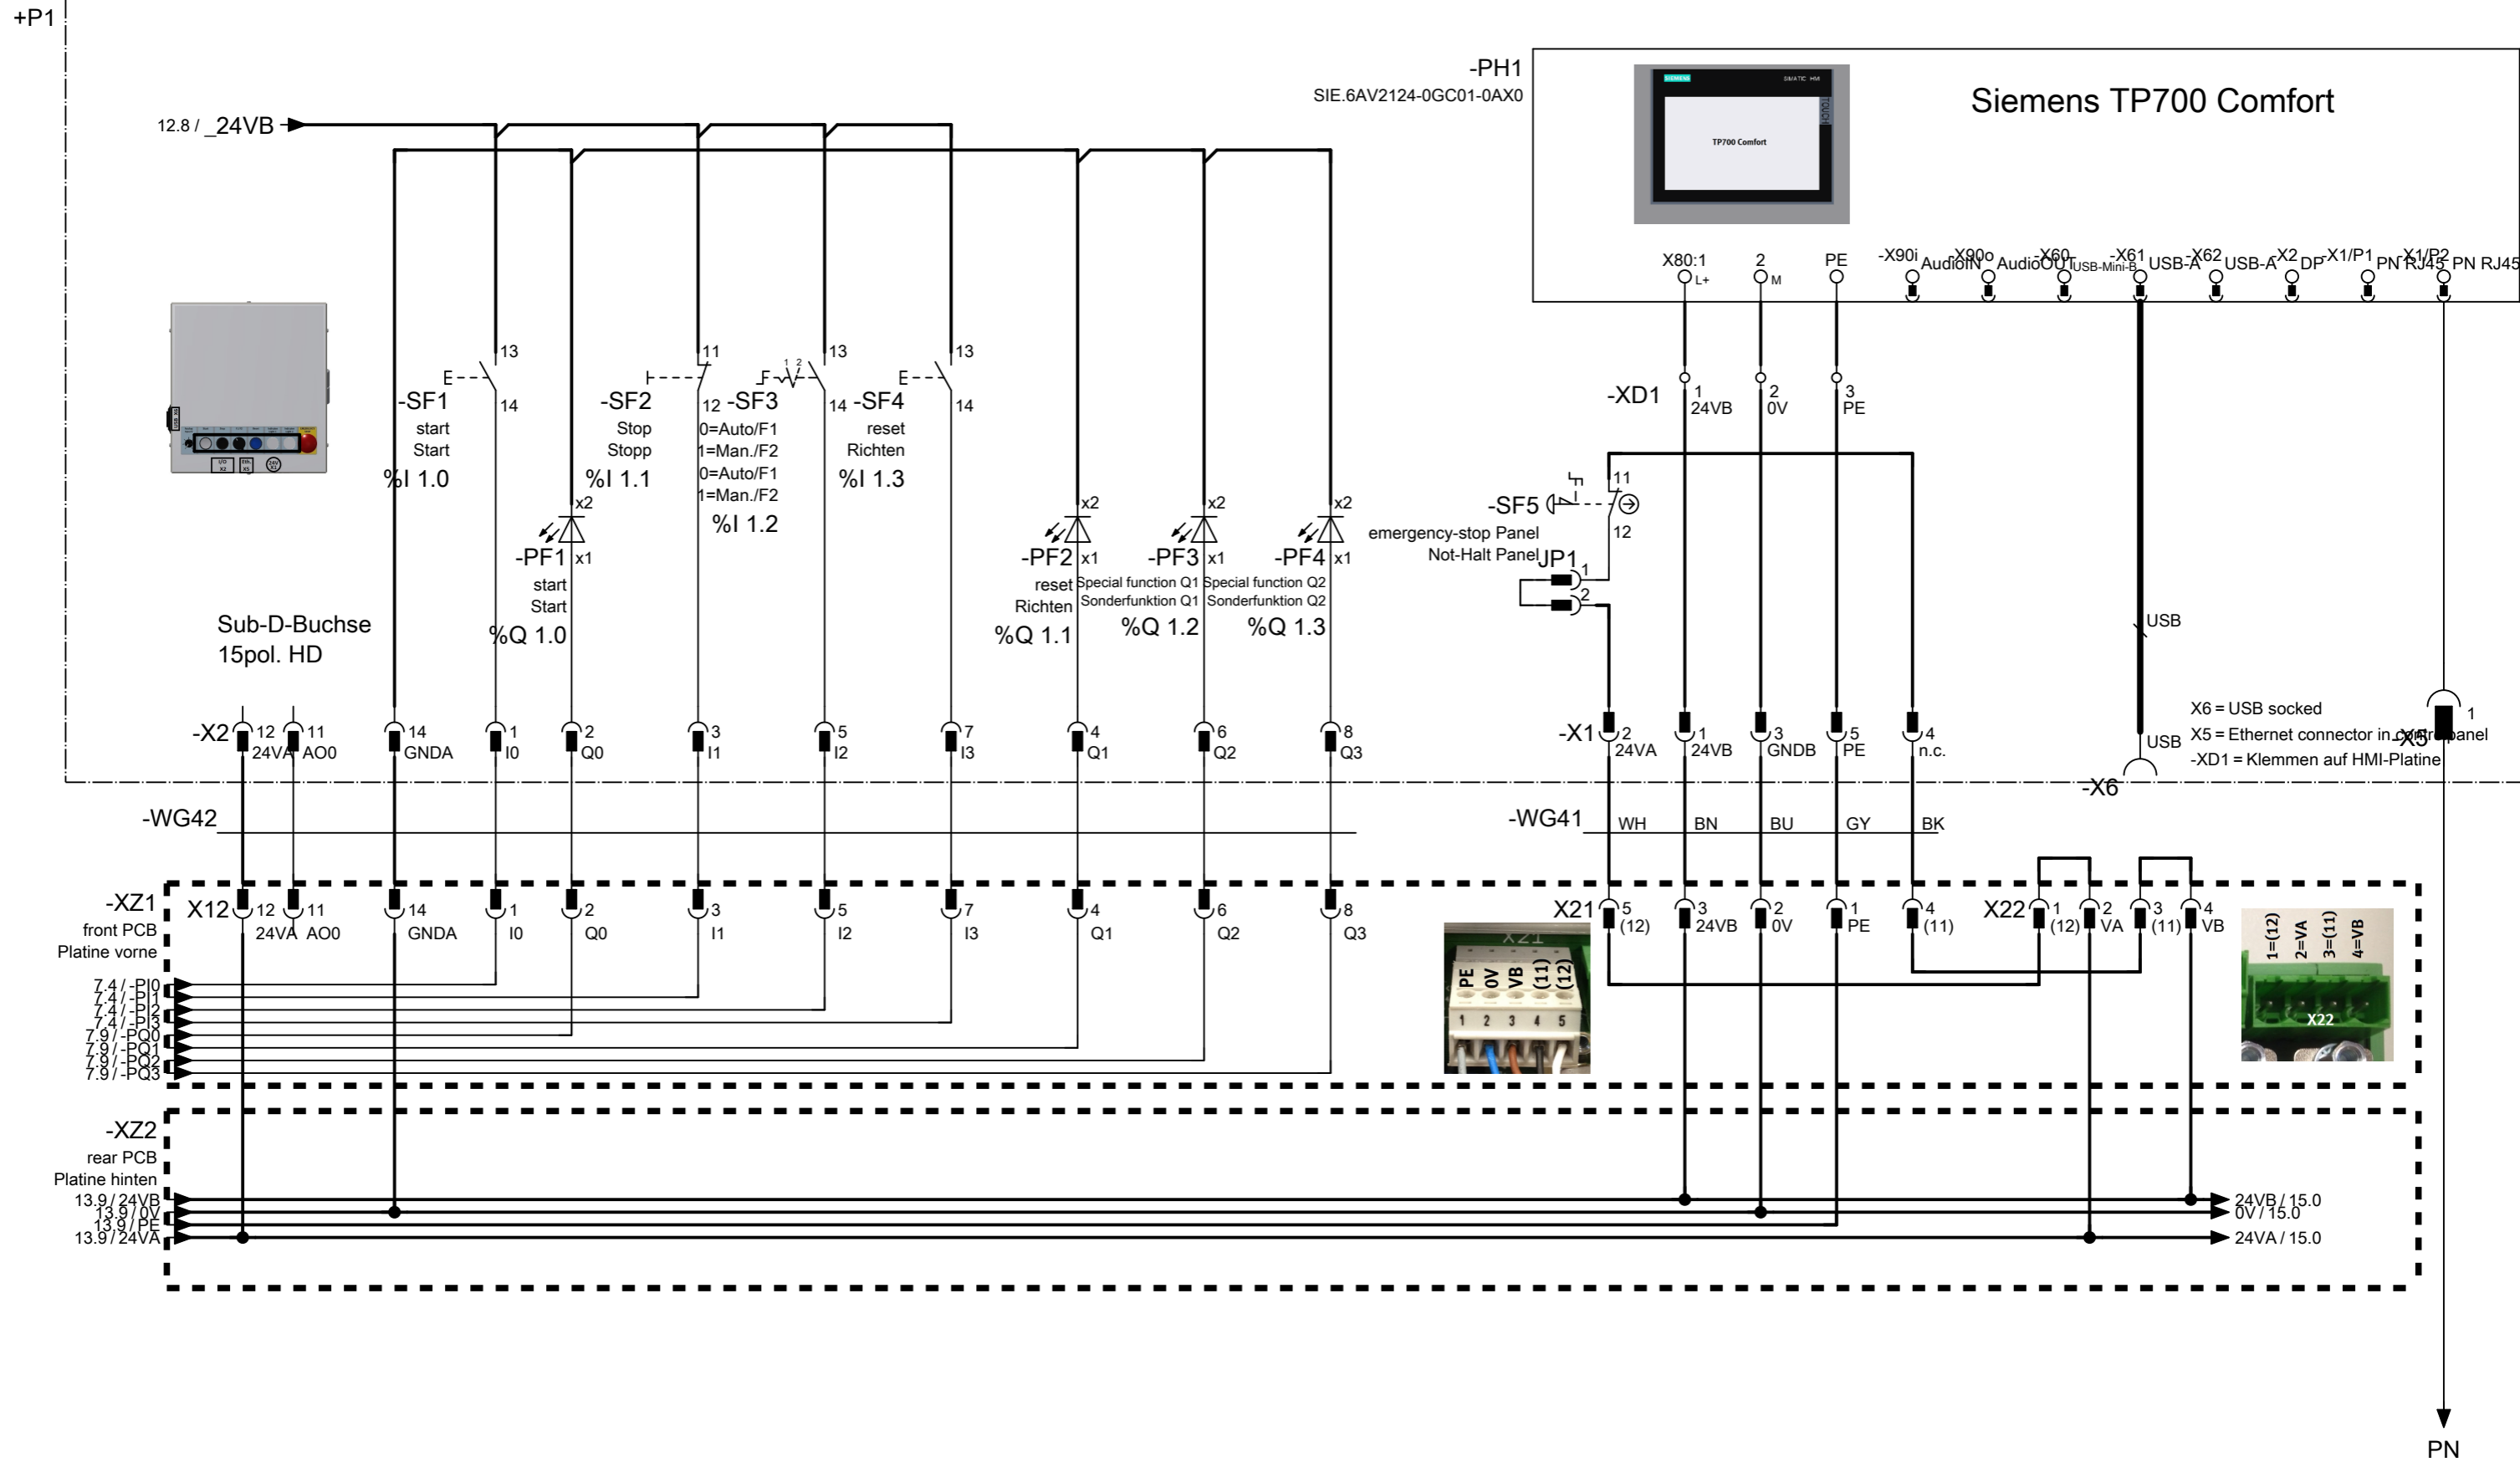 +P1
-PH1
SIE.6AV2124-0GC01-0AX0
SIEMENS
SIMATIC HMI
TOUCH
TP700 Comfort
Siemens TP700 Comfort
12.8 / _24VB
X80:1
L+
2
M
PE
-X90i
AudioIN
-X90o
AudioOUT
-X60
USB-Mini-B
-X61
USB-A
-X62
USB-A
-X2
DP
-X1/P1
PN RJ45
-X1/P2
PN RJ45
13
14
-SF1
start
Start
%I 1.0
11
12
-SF2
Stop
Stopp
%I 1.1
1 2
13
14
-SF3
0=Auto/F1
1=Man./F2
0=Auto/F1
1=Man./F2
%I 1.2
13
14
-SF4
reset
Richten
%I 1.3
-XD1
1
24VB
2
0V
3
PE
x2
-PF1
x1
start
Start
%Q 1.0
x2
-PF2
x1
reset
Richten
%Q 1.1
x2
-PF3
x1
Special function Q1
Sonderfunktion Q1
%Q 1.2
x2
-PF4
x1
Special function Q2
Sonderfunktion Q2
%Q 1.3
11
-SF5
12
emergency-stop Panel
Not-Halt Panel
JP1
1
2
Sub-D-Buchse
15pol. HD
USB
USB
-X6
X6 = USB socked
X5 = Ethernet connector in control panel
-XD1 = Klemmen auf HMI-Platine
-X5
1
-X2
12
24VA
11
AO0
14
GNDA
1
I0
2
Q0
3
I1
5
I2
7
I3
4
Q1
6
Q2
8
Q3
-X1
2
24VA
1
24VB
3
GNDB
5
PE
4
n.c.
-WG42
-WG41
WH
BN
BU
GY
BK
-XZ1
front PCB
Platine vorne
X12
12
24VA
11
AO0
14
GNDA
1
I0
2
Q0
3
I1
5
I2
7
I3
4
Q1
6
Q2
8
Q3
X21
5
(12)
3
24VB
2
0V
1
PE
4
(11)
X22
1
(12)
2
VA
3
(11)
4
VB
X21
PE
0V
VB
(11)
(12)
1 2 3 4 5
1=(12)
2=VA
3=(11)
4=VB
X22
7.4 / -PI0
7.4 / -PI1
7.4 / -PI2
7.4 / -PI3
7.9 / -PQ0
7.9 / -PQ1
7.9 / -PQ2
7.9 / -PQ3
-XZ2
rear PCB
Platine hinten
13.9 / 24VB
13.9 / 0V
13.9 / PE
13.9 / 24VA
24VB / 15.0
0V / 15.0
24VA / 15.0
PN